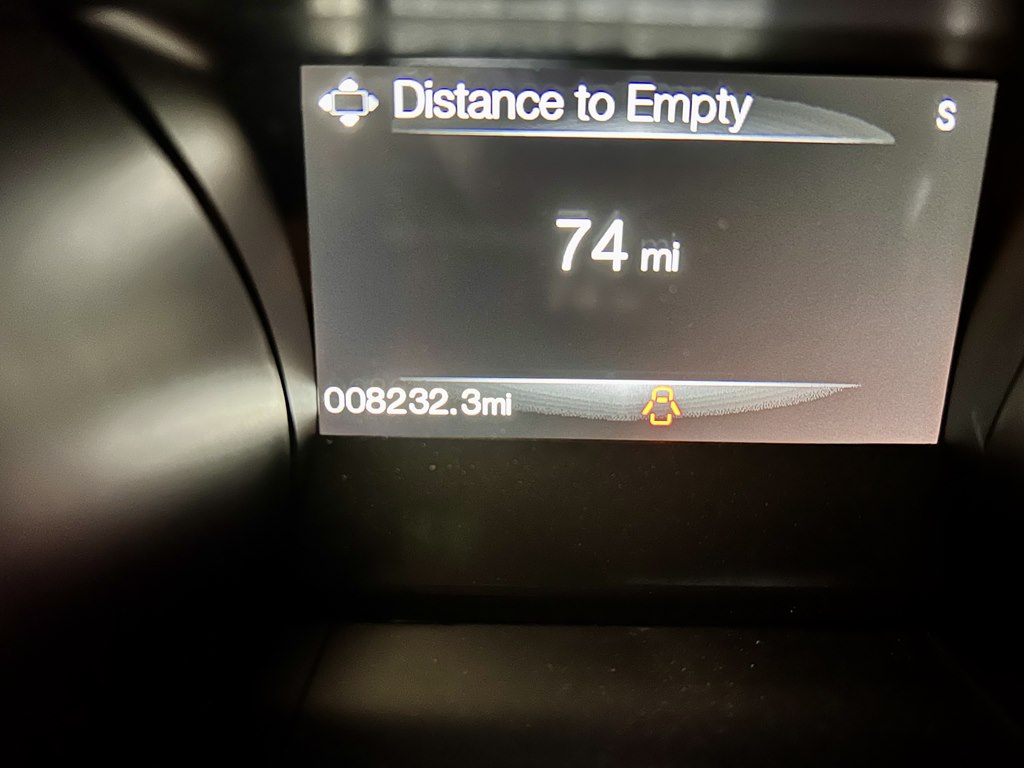 Distance to Empty
S
74 mi
008232.3mi